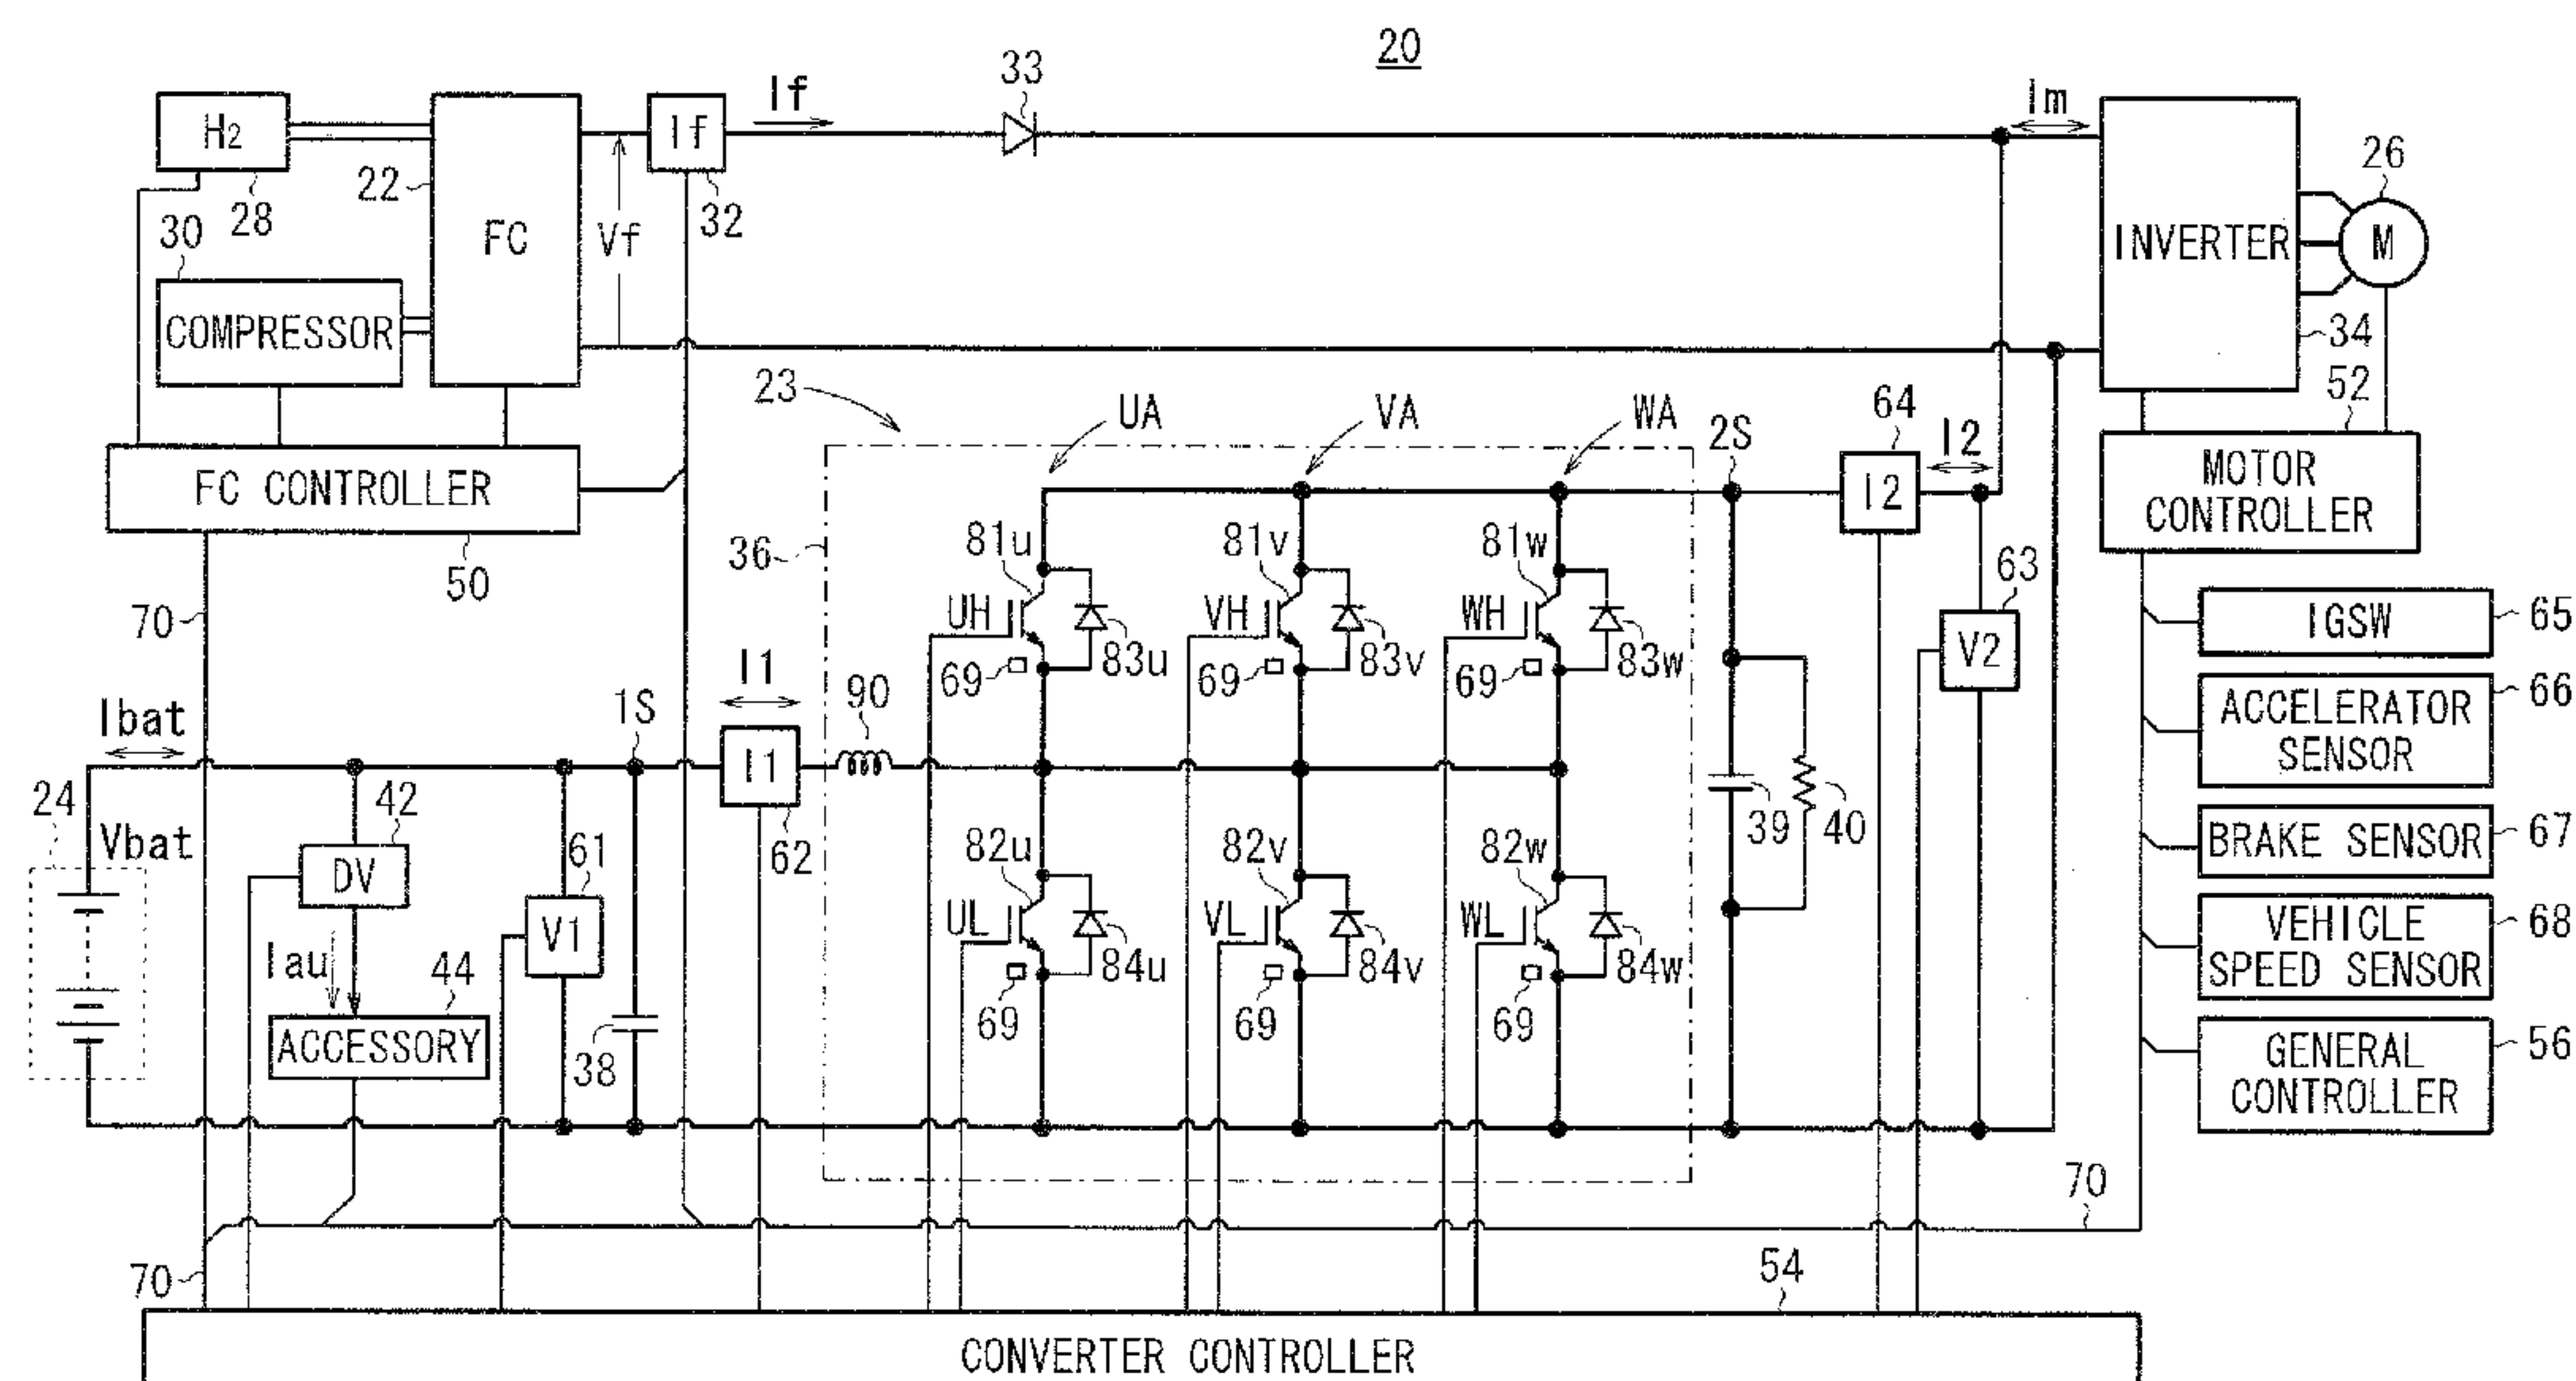 20
33
If
Im
H2
If
26
22
28
32
30
FC
Vf
INVERTER
M
COMPRESSOR
34
23
52
UA
VA
WA
64
2S
I2
FC CONTROLLER
I2
MOTOR
CONTROLLER
36
81u
81v
81w
50
63
70
UH
VH
WH
IGSW
65
83u
83v
83w
V2
69
69
69
I1
1S
90
Ibat
ACCELERATOR
SENSOR
66
I1
24
42
Vbat
39
40
62
61
82u
82v
82w
BRAKE SENSOR
67
DV
V1
UL
VL
WL
VEHICLE
SPEED SENSOR
68
Iau
44
84u
84v
84w
69
69
69
ACCESSORY
38
GENERAL
CONTROLLER
56
70
70
54
CONVERTER CONTROLLER